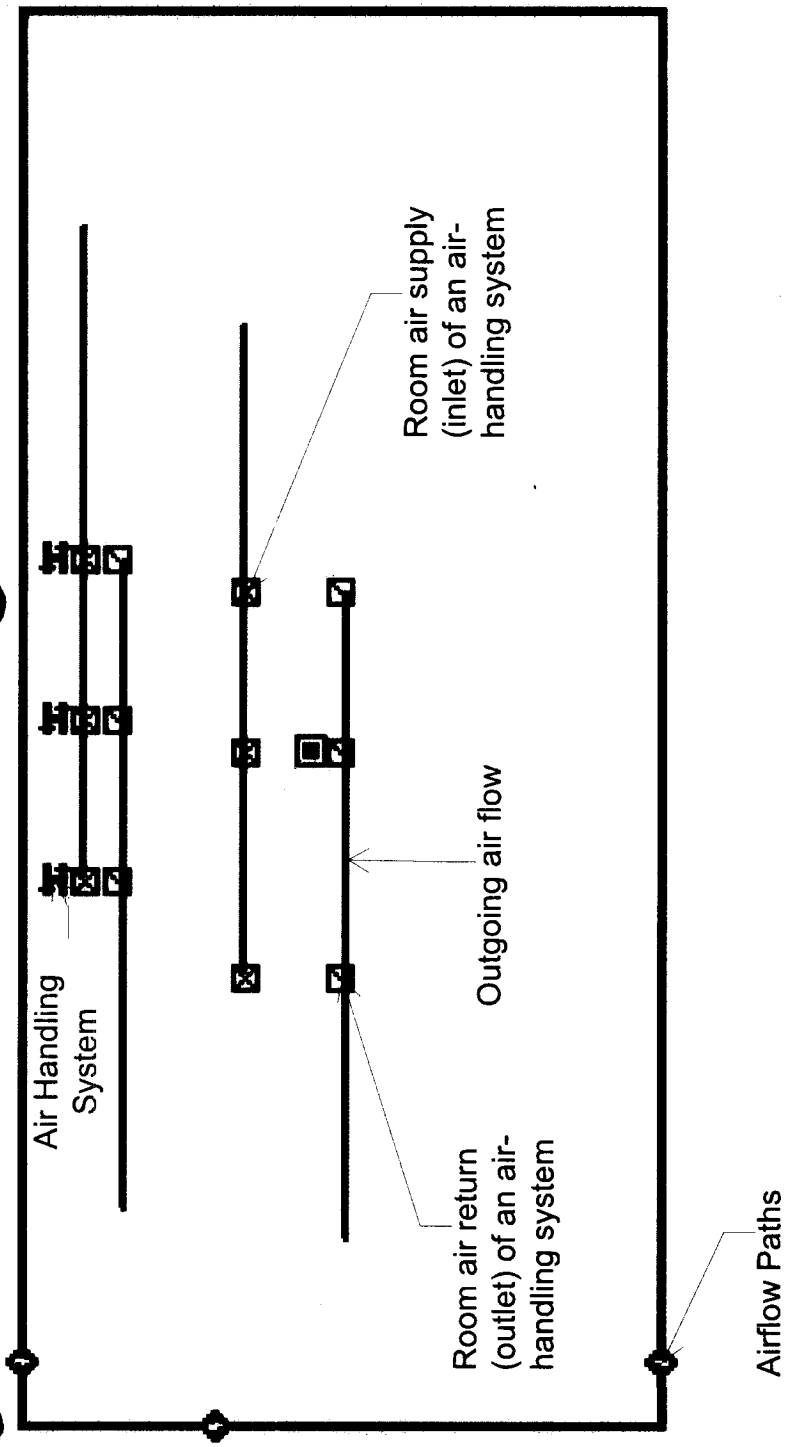 Air Handling
System
Room air supply
(inlet) of an air-
handling system
Outgoing air flow
Room air return
(outlet) of an air-
handling system
Airflow Paths